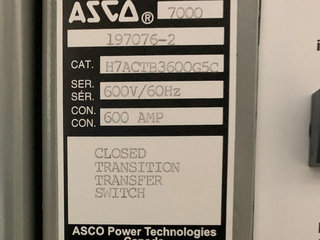 ASCO® 7000
197076-2
CAT. H7ACTB3600G5C
SER.
SÉR. 600V/60Hz
CON.
CON. 600 AMP
CLOSED
TRANSITION
TRANSFER
SWITCH
ASCO Power Technologies
Canada